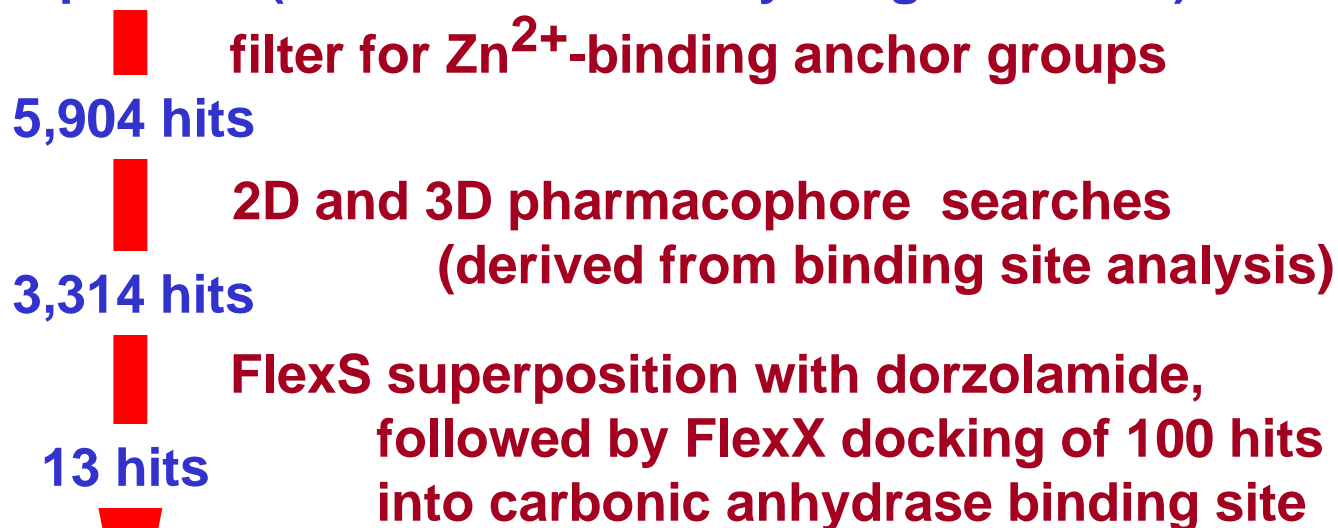 filter for Zn2+-binding anchor groups
5,904 hits
2D and 3D pharmacophore searches
(derived from binding site analysis)
3,314 hits
FlexS superposition with dorzolamide,
followed by FlexX docking of 100 hits
13 hits
into carbonic anhydrase binding site